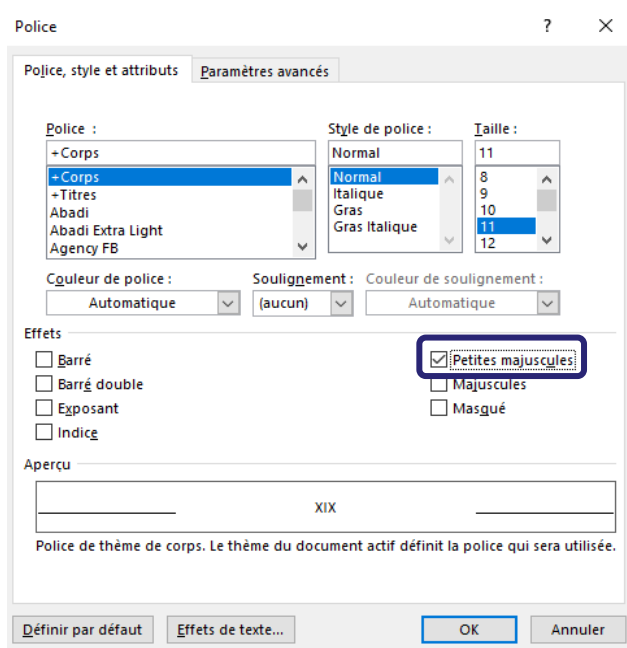 Police ? ×
Police, style et attributs Paramètres avancés
Police : Style de police : Taille :
+Corps Normal 11
+Corps Normal 8
+Titres Italique 9
Abadi Gras 10
Abadi Extra Light Gras Italique 11
Agency FB 12
Couleur de police : Soulignement : Couleur de soulignement :
Automatique (aucun) Automatique
Effets
Barré Petites majuscules
Barré double Majuscules
Exposant Masqué
Indice
Aperçu
XIX
Police de thème de corps. Le thème du document actif définit la police qui sera utilisée.
Définir par défaut Effets de texte... OK Annuler